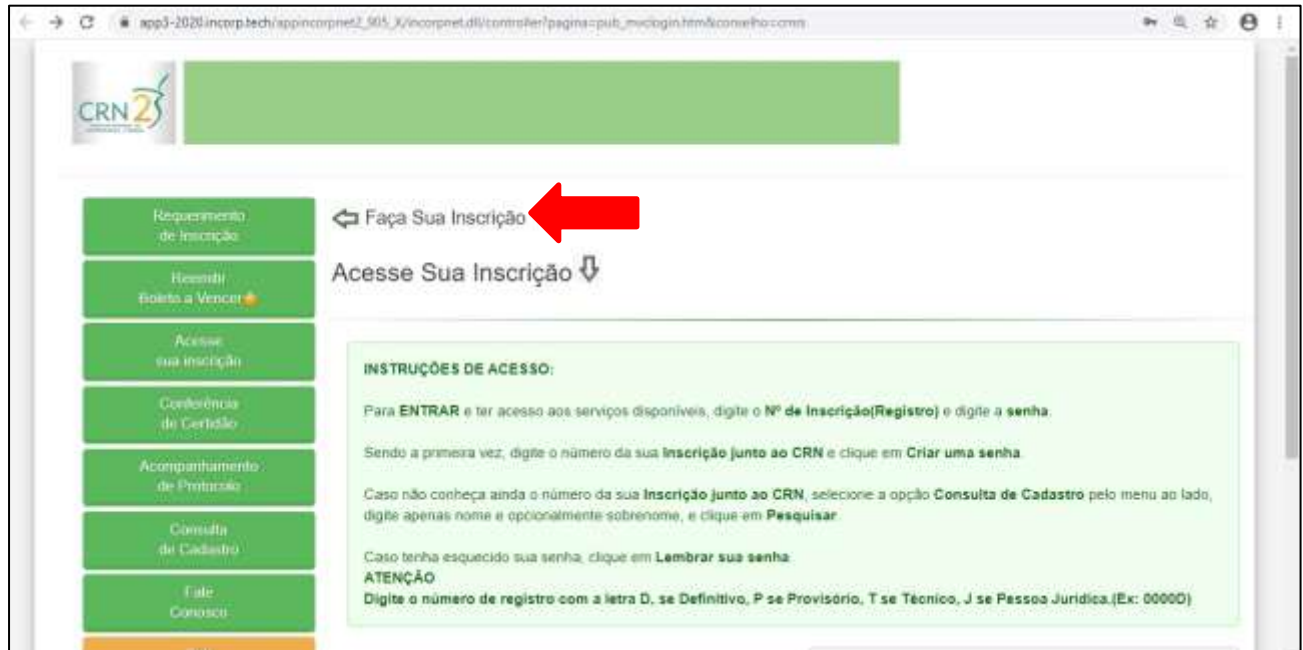 app3-2020.incorp.tech/appincorpnet2_905_X/incorpnet.dll/controller?pagina=pub_mvclogin.htm&conselho=crnrs
CRN2
Requerimento
de Inscrição
Reemitir
Boleto a Vencer
Acesse
sua inscrição
Conferência
de Certidão
Acompanhamento
de Protocolo
Consulta
de Cadastro
Fale
Conosco
Faça Sua Inscrição
Acesse Sua Inscrição
INSTRUÇÕES DE ACESSO:
Para ENTRAR e ter acesso aos serviços disponíveis, digite o Nº de Inscrição(Registro) e digite a senha.
Sendo a primeira vez, digite o número da sua Inscrição junto ao CRN e clique em Criar uma senha.
Caso não conheça ainda o número da sua Inscrição junto ao CRN, selecione a opção Consulta de Cadastro pelo menu ao lado,
digite apenas nome e opcionalmente sobrenome, e clique em Pesquisar.
Caso tenha esquecido sua senha, clique em Lembrar sua senha.
ATENÇÃO
Digite o número de registro com a letra D, se Definitivo, P se Provisório, T se Técnico, J se Pessoa Jurídica.(Ex: 0000D)